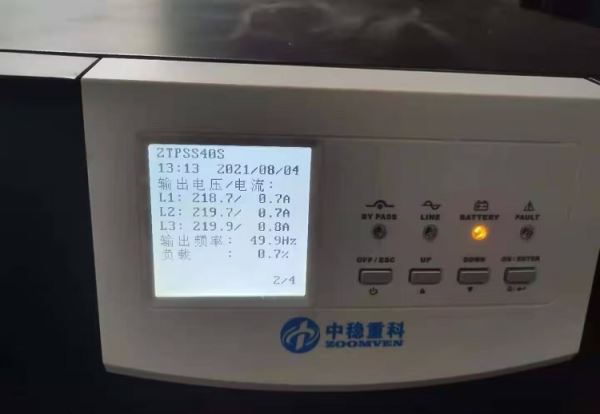 ZTPSS40S
13:13 2021/08/04
输出电压/电流:
L1: 218.7/ 0.7A
L2: 219.7/ 0.7A
L3: 219.9/ 0.8A
输出频率: 49.9Hz
负载: 0.7%
2/4
BY PASS LINE BATTERY FAULT
OFF / ESC UP DOWN ON / ENTER
中稳重科
ZOOMVEN